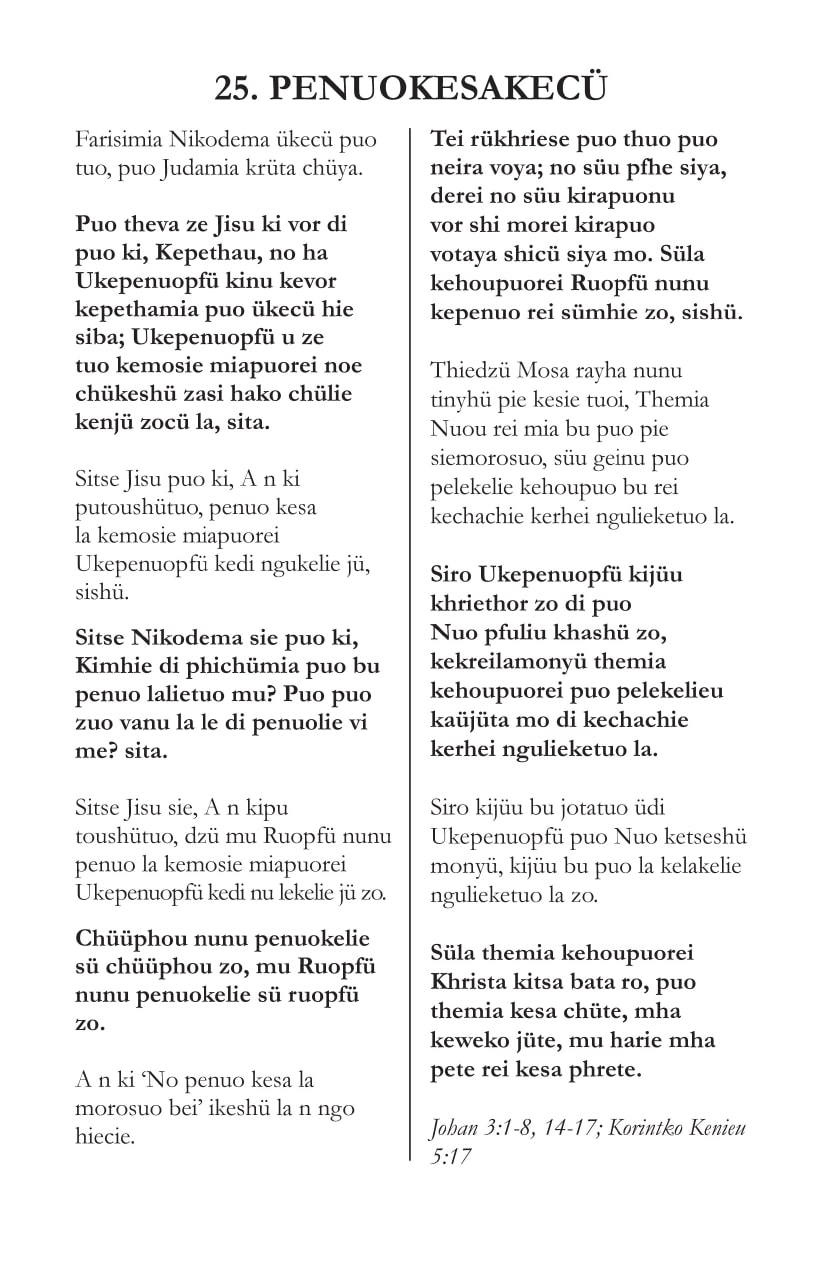 25. PENUOKESAKECÜ
Farisimia Nikodema ükecü puo
tuo, puo Judamia krüta chüya.
Puo theva ze Jisu ki vor di
puo ki, Kepethau, no ha
Ukepenuopfü kinu kevor
kepethamia puo ükecü hie
siba; Ukepenuopfü u ze
tuo kemosie miapuorei noe
chükeshü zasi hako chülie
kenjü zocü la, sita.
Sitse Jisu puo ki, A n ki
putoushütuo, penuo kesa
la kemosie miapuorei
Ukepenuopfü kedi ngukelie jü,
sishü.
Sitse Nikodema sie puo ki,
Kimhie di phichümia puo bu
penuo lalietuo mu? Puo puo
zuo vanu la le di penuolie vi
me? sita.
Sitse Jisu sie, A n kipu
toushütuo, dzü mu Ruopfü nunu
penuo la kemosie miapuorei
Ukepenuopfü kedi nu lekelie jü zo.
Chüüphou nunu penuokelie
sü chüüphou zo, mu Ruopfü
nunu penuokelie sü ruopfü
zo.
A n ki ‘No penuo kesa la
morosuo bei’ ikeshü la n ngo
hiecie.
Tei rükhriese puo thuo puo
neira voya; no süu pfhe siya,
derei no süu kirapuonu
vor shi morei kirapuo
votaya shicü siya mo. Süla
kehoupuorei Ruopfü nunu
kepenuo rei sümhie zo, sishü.
Thiedzü Mosa rayha nunu
tinyhü pie kesie tuoi, Themia
Nuou rei mia bu puo pie
siemorosuo, süu geinu puo
pelekelie kehoupuo bu rei
kechachie kerhei ngulieketuo la.
Siro Ukepenuopfü kijüu
khriethor zo di puo
Nuo pfuliu khashü zo,
kekreilamonyü themia
kehoupuorei puo pelekelieu
kaüjüta mo di kechachie
kerhei ngulieketuo la.
Siro kijüu bu jotatuo üdi
Ukepenuopfü puo Nuo ketseshü
monyü, kijüu bu puo la kelakelie
ngulieketuo la zo.
Süla themia kehoupuorei
Khrista kitsa bata ro, puo
themia kesa chüte, mha
keweko jüte, mu harie mha
pete rei kesa phrete.
Johan 3:1-8, 14-17; Korintko Kenieu
5:17